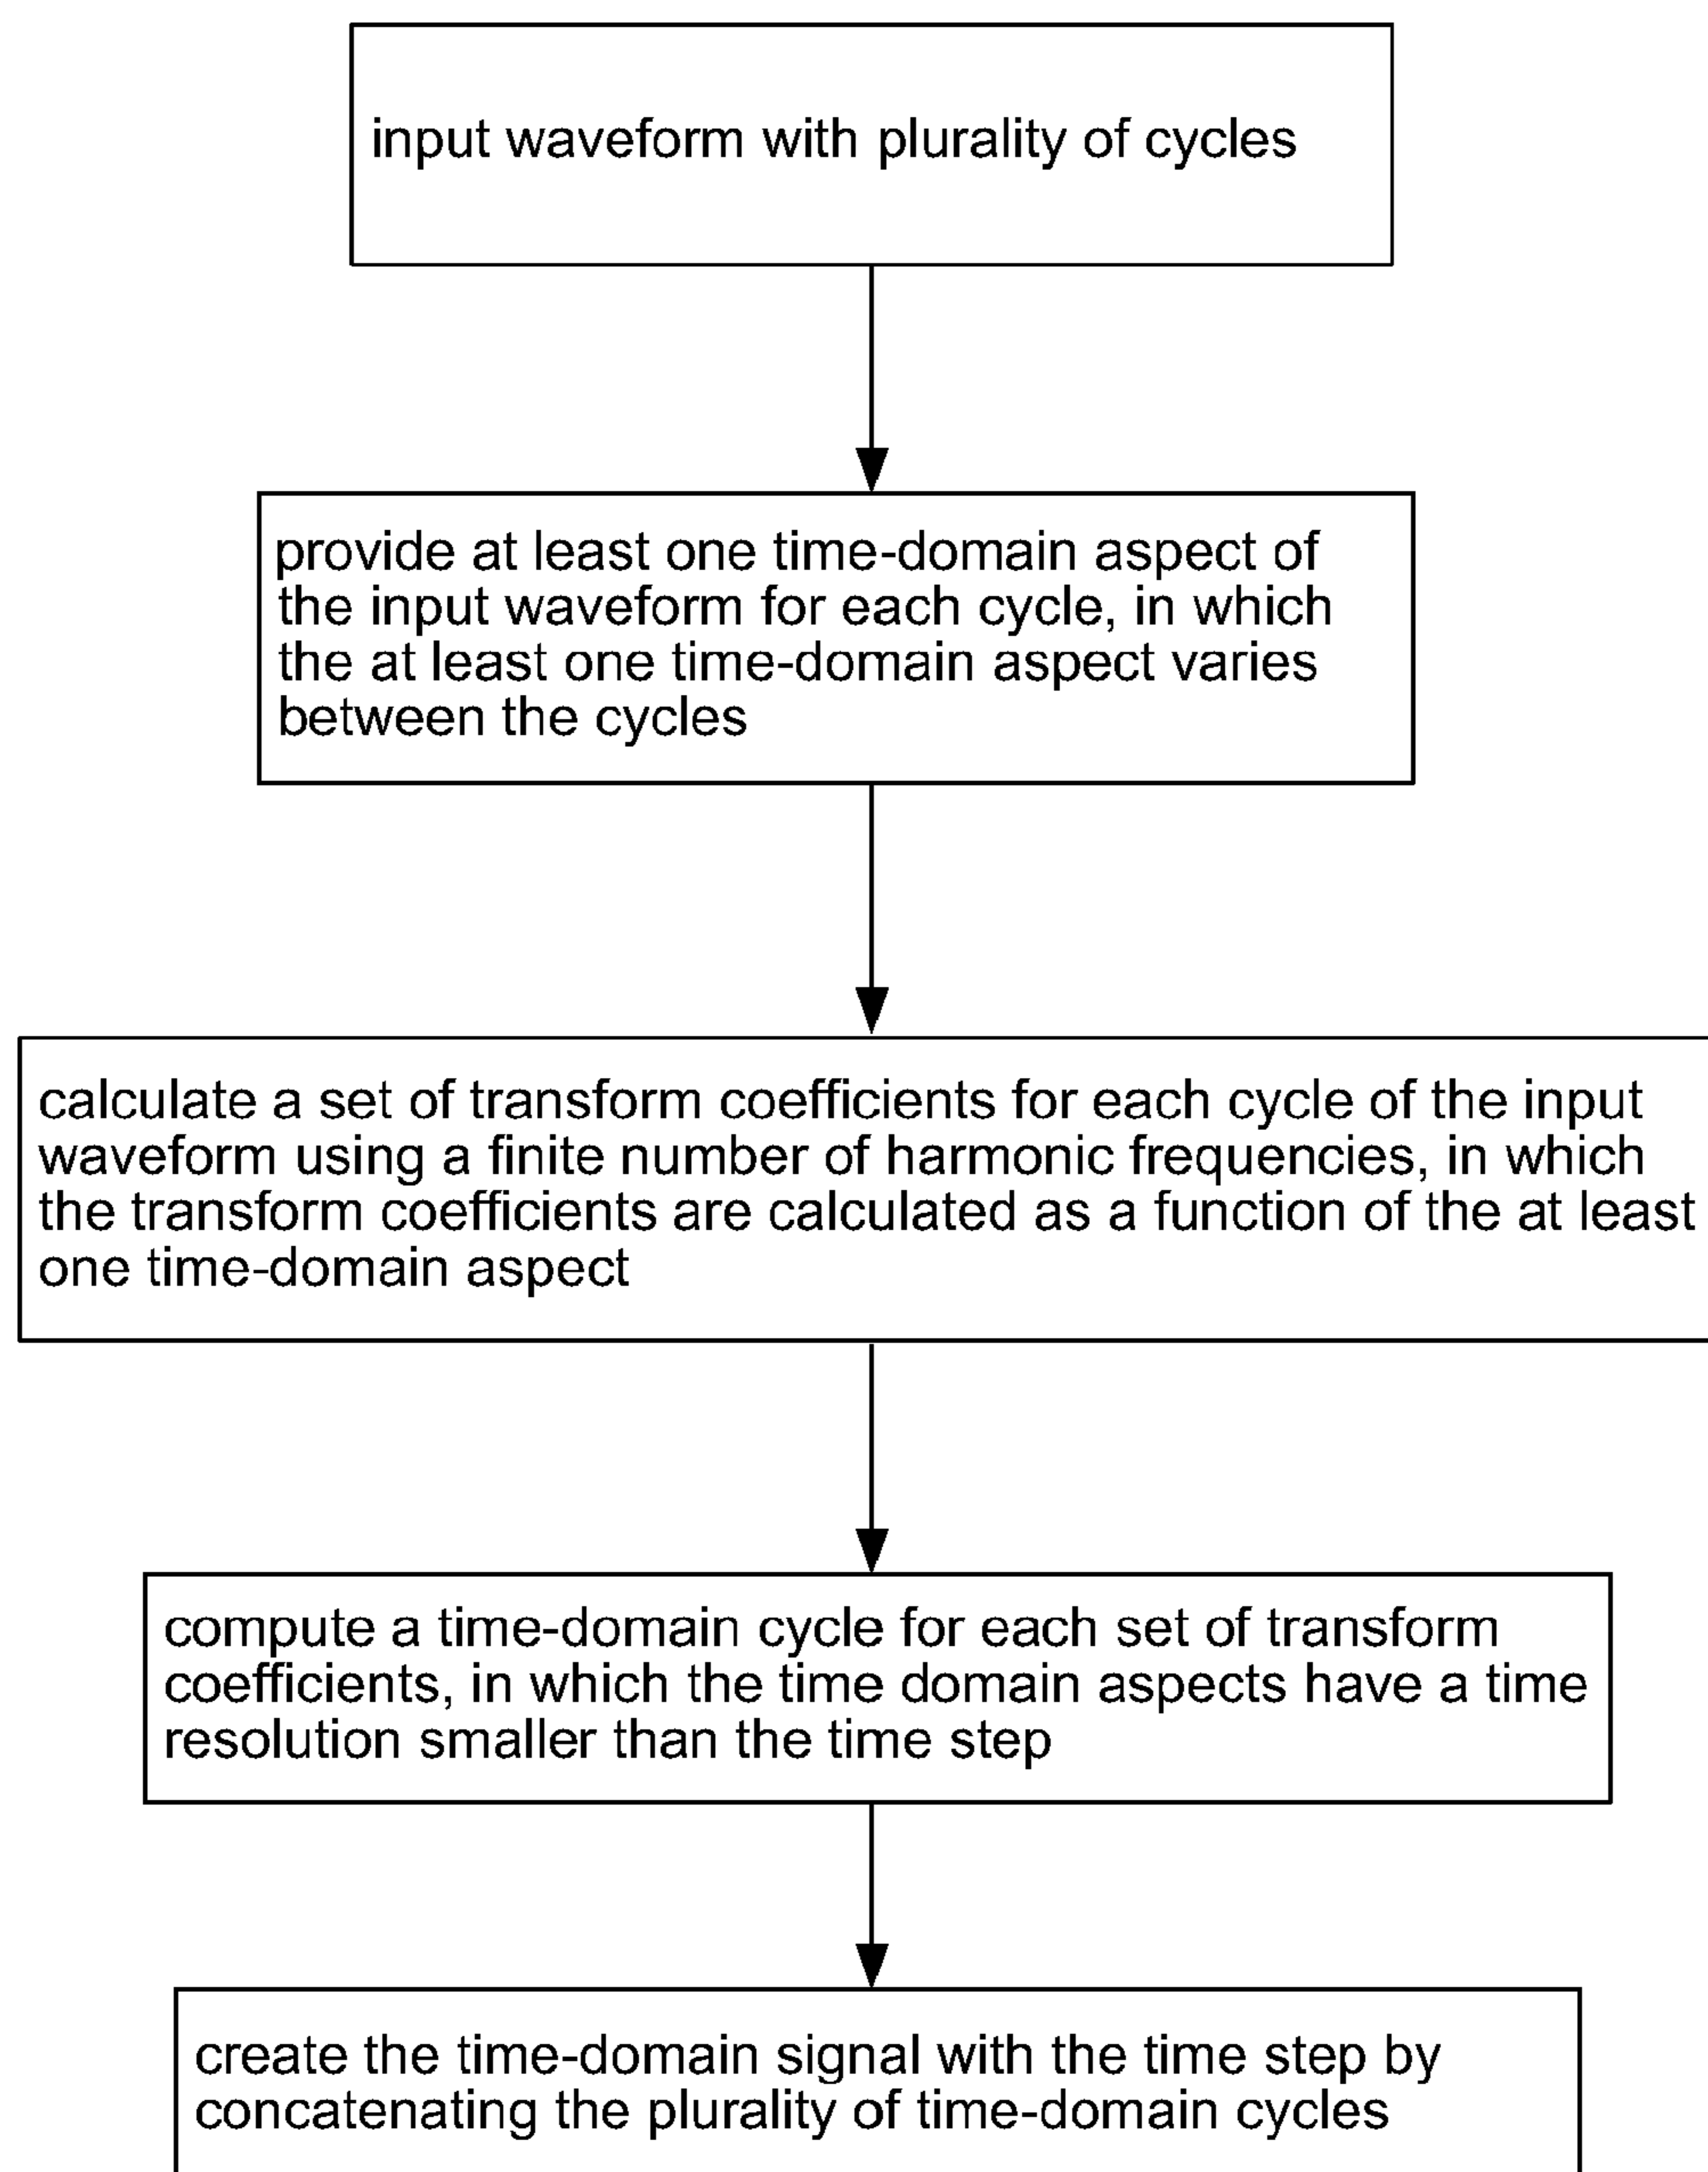 input waveform with plurality of cycles
provide at least one time-domain aspect of
the input waveform for each cycle, in which
the at least one time-domain aspect varies
between the cycles
calculate a set of transform coefficients for each cycle of the input
waveform using a finite number of harmonic frequencies, in which
the transform coefficients are calculated as a function of the at least
one time-domain aspect
compute a time-domain cycle for each set of transform
coefficients, in which the time domain aspects have a time
resolution smaller than the time step
create the time-domain signal with the time step by
concatenating the plurality of time-domain cycles